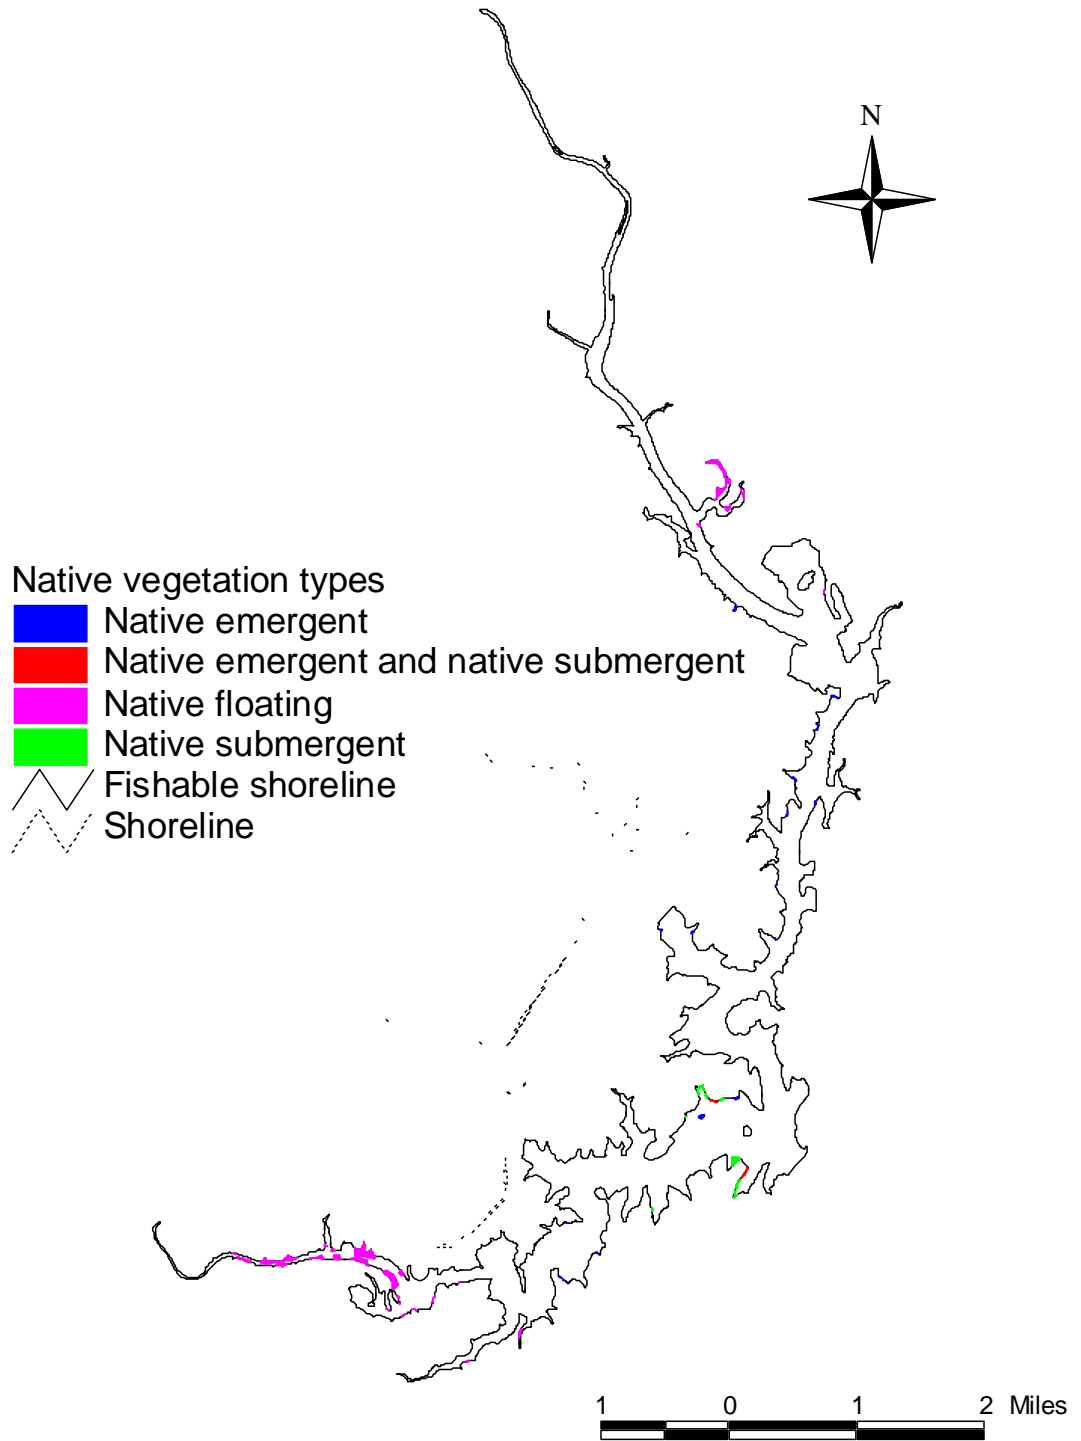 N
Native vegetation types
Native emergent
Native emergent and native submergent
Native floating
Native submergent
Fishable shoreline
Shoreline
1 0 1 2 Miles